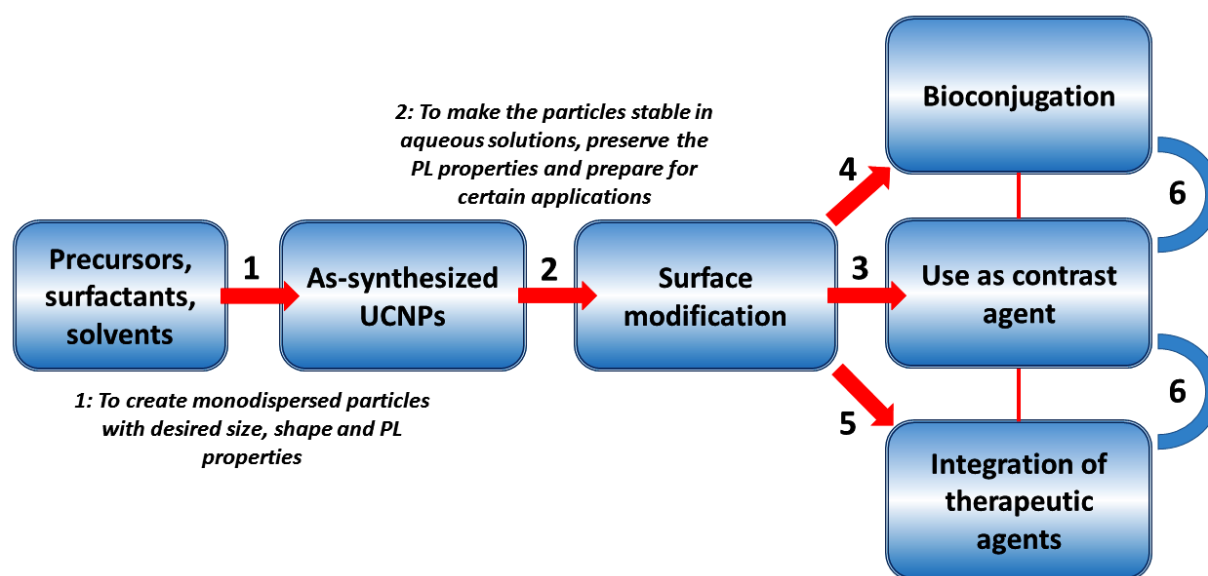 Bioconjugation
2: To make the particles stable in
aqueous solutions, preserve the
PL properties and prepare for
certain applications
4
6
Precursors,
surfactants,
solvents
1
As-synthesized
UCNPs
2
Surface
modification
3
Use as contrast
agent
1: To create monodispersed particles
with desired size, shape and PL
properties
5
6
Integration of
therapeutic
agents